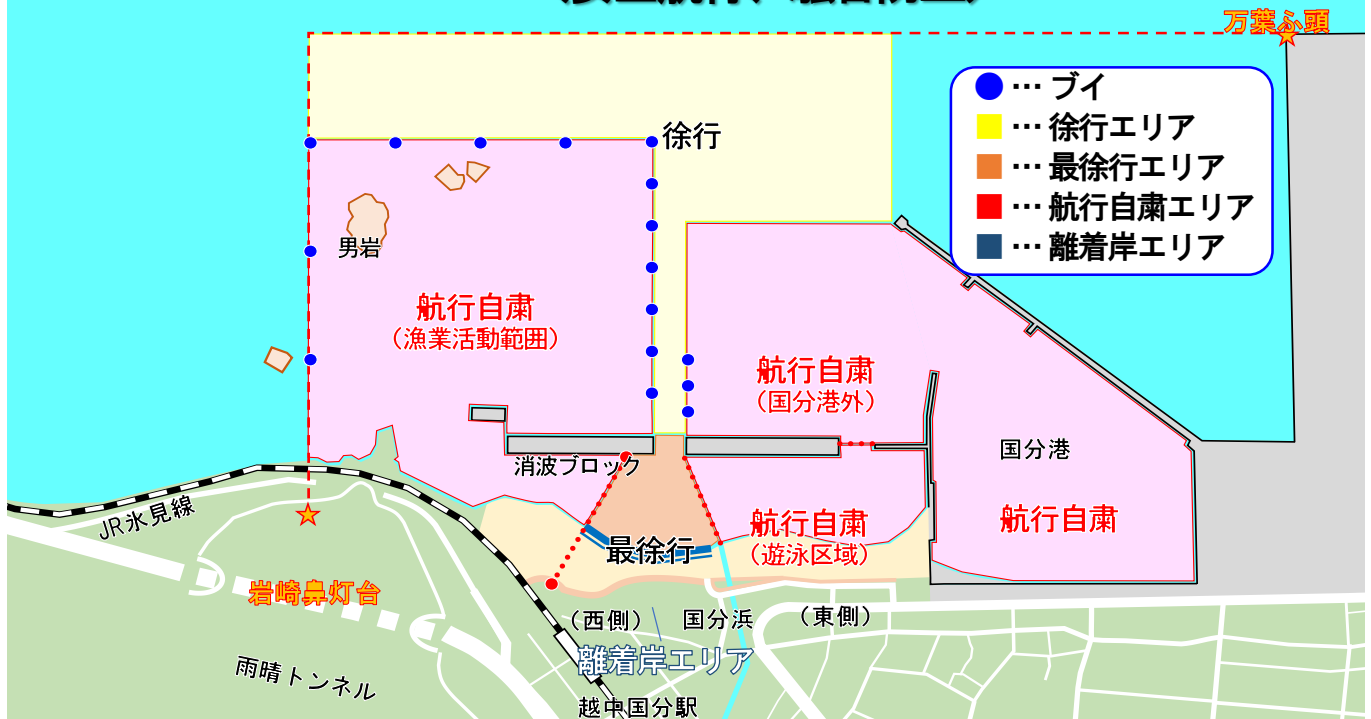 万葉ふ頭
… ブイ
… 徐行エリア
… 最徐行エリア
… 航行自粛エリア
… 離着岸エリア
徐行
男岩
航行自粛
（漁業活動範囲）
航行自粛
（国分港外）
国分港
航行自粛
消波ブロック
航行自粛
（遊泳区域）
最徐行
JR氷見線
岩崎鼻灯台
（西側）
国分浜
（東側）
離着岸エリア
雨晴トンネル
越中国分駅